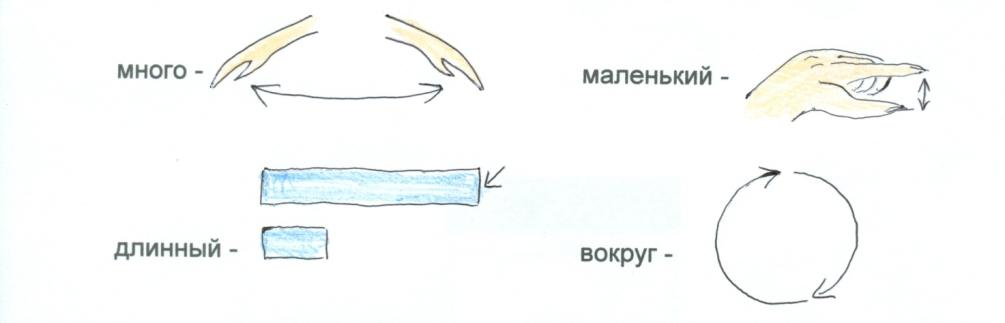 много -
маленький -
длинный -
вокруг -